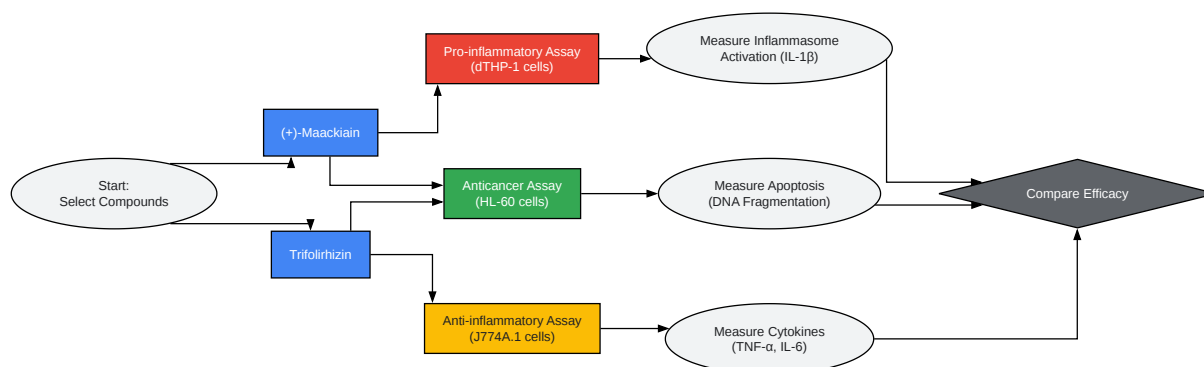 Pro-inflammatory Assay
(dTHP-1 cells)
Measure Inflammasome
Activation (IL-1β)
(+)-Maackiain
Start:
Select Compounds
Anticancer Assay
(HL-60 cells)
Measure Apoptosis
(DNA Fragmentation)
Compare Efficacy
Trifolirhizin
Anti-inflammatory Assay
(J774A.1 cells)
Measure Cytokines
(TNF-α, IL-6)